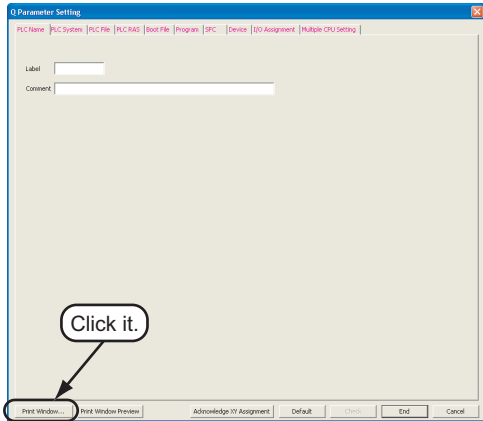 Q Parameter Setting
PLC Name PLC System PLC File PLC RAS Boot File Program SFC Device I/O Assignment Multiple CPU Setting
Label
Comment
Click it.
Print Window... Print Window Preview Acknowledge XY Assignment Default Check End Cancel